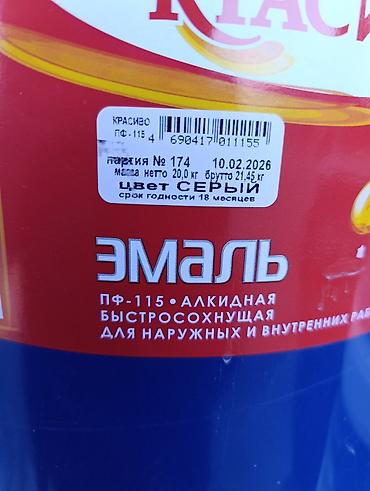 КРАСИВО
ПФ-115
4 690417 011155
партия № 174 10.02.2026
масса нетто 20,0 кг брутто 21,45 кг
цвет СЕРЫЙ
срок годности 18 месяцев
ЭМАЛЬ
ПФ-115 • АЛКИДНАЯ
БЫСТРОСОХНУЩАЯ
ДЛЯ НАРУЖНЫХ И ВНУТРЕННИХ РАБ